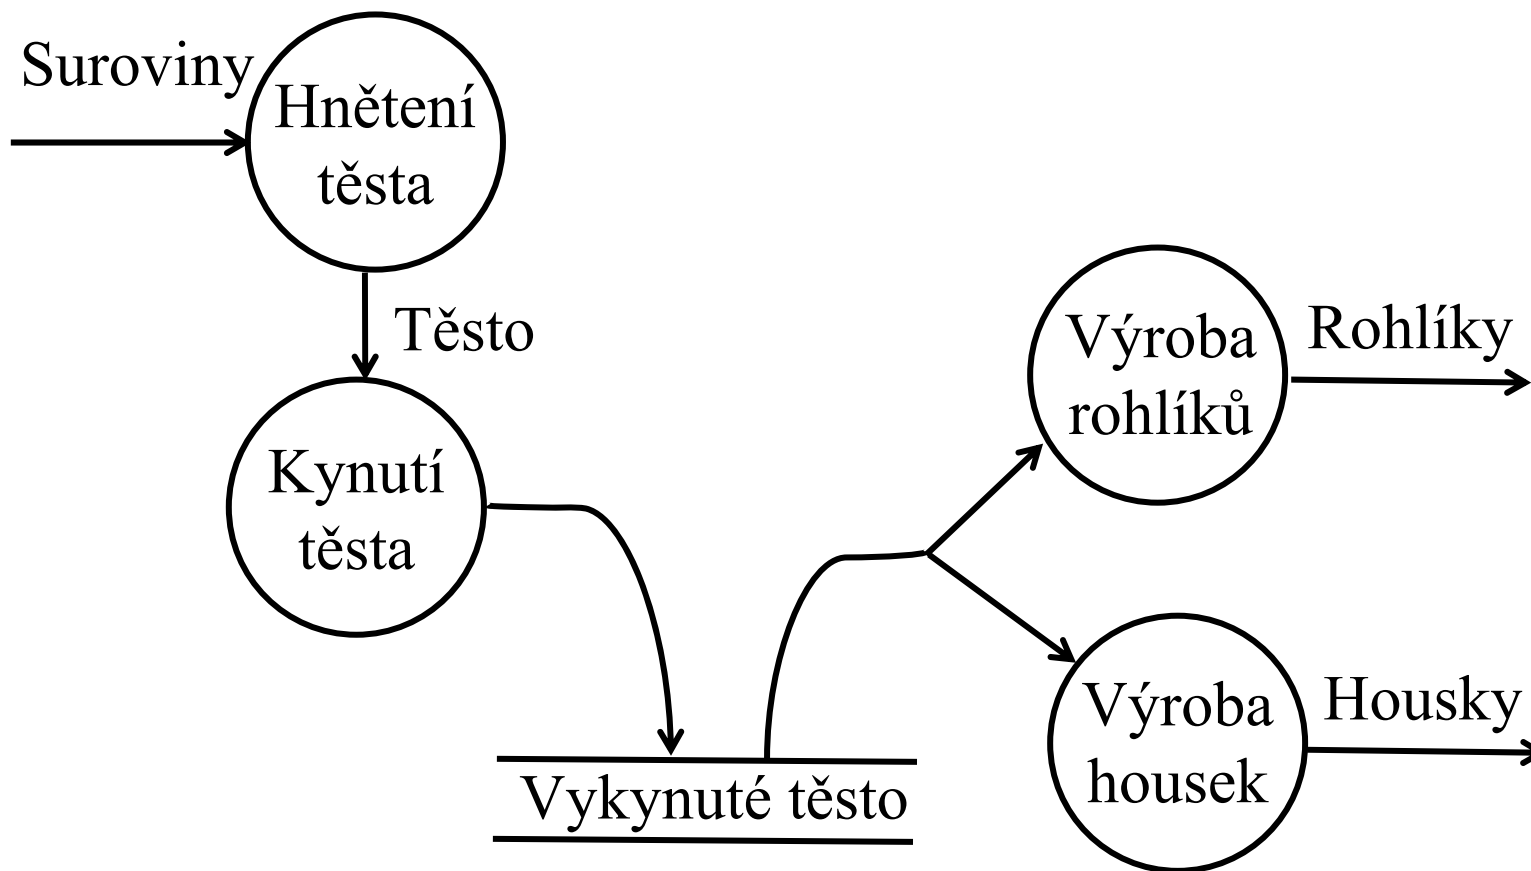 Suroviny
Hnětení
těsta
Těsto
Kynutí
těsta
Vykynuté těsto
Výroba
rohlíků
Rohlíky
Výroba
housek
Housky